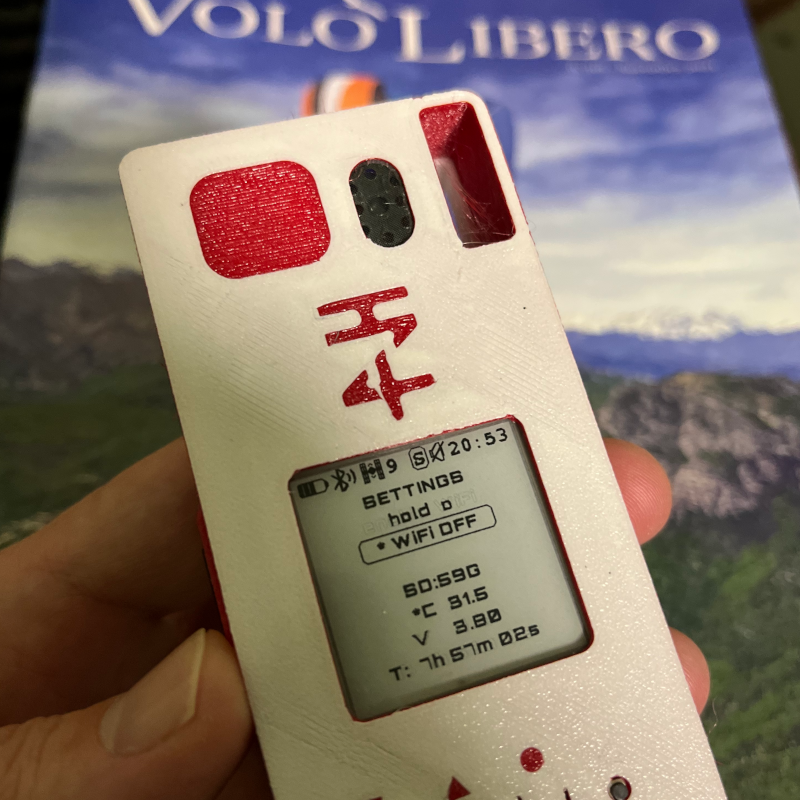 VOLO LIBERO
9 S 20:53
SETTINGS
hold
* WiFi OFF
SD:59G
*C 31.5
V 3.80
T: 7h 57m 02s